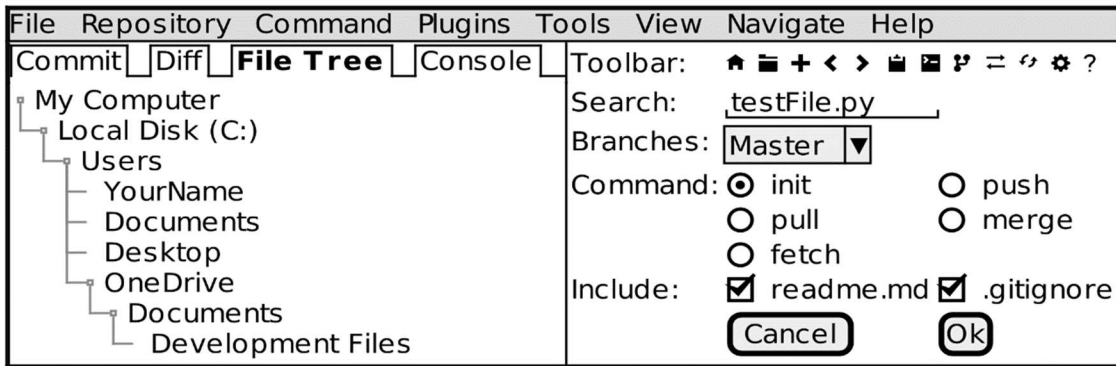 File Repository Command Plugins Tools View Navigate Help
Commit Diff File Tree Console
My Computer
Local Disk (C:)
Users
YourName
Documents
Desktop
OneDrive
Documents
Development Files
Toolbar: ?
Search: testFile.py
Branches: Master
Command: init push
pull merge
fetch
Include: readme.md .gitignore
Cancel Ok